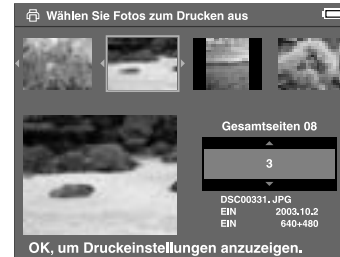 Wählen Sie Fotos zum Drucken aus
Gesamtseiten 08
3
DSC00331.JPG
EIN 2003.10.2
EIN 640+480
OK, um Druckeinstellungen anzuzeigen.